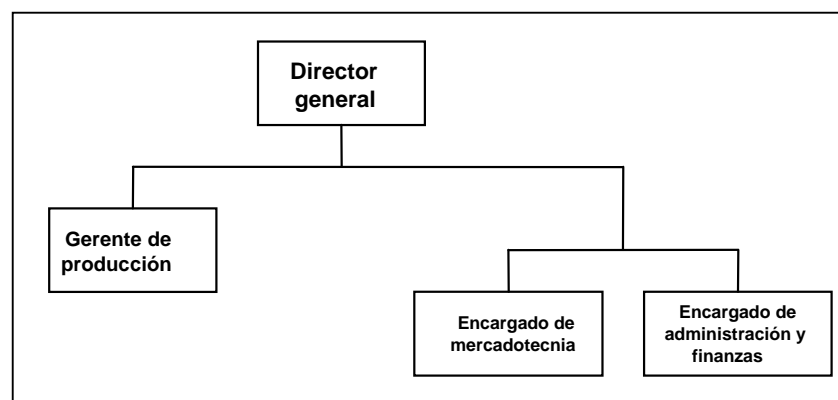 Director
general
Gerente de
producción
Encargado de
mercadotecnia
Encargado de
administración y
finanzas